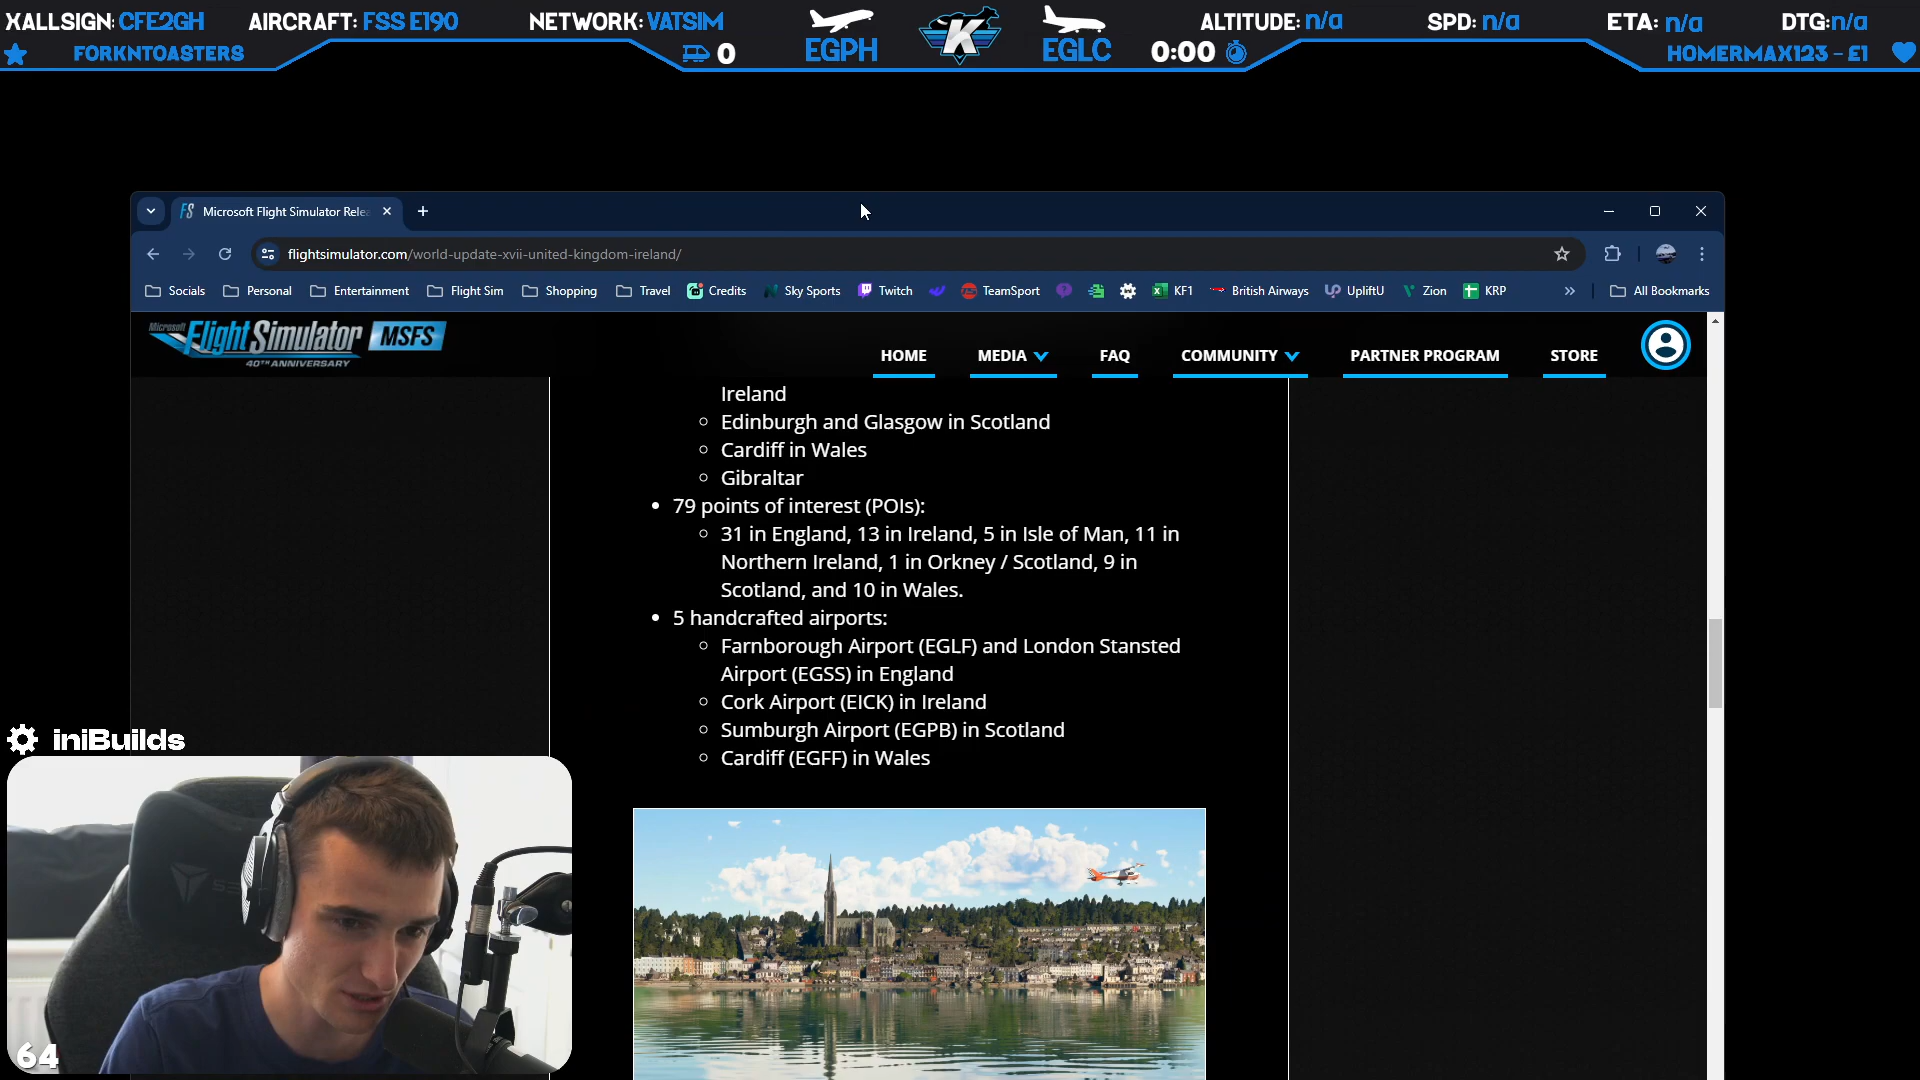 XALLSIGN: CFE2GH AIRCRAFT: FSS E190 NETWORK: VATSIM ALTITUDE: n/a SPD: n/a ETA: n/a DTG:n/a
FORKNTOASTERS 0 EGPH K EGLC 0:00 HOMERMAX123 - £1
Microsoft Flight Simulator Relea
flightsimulator.com/world-update-xvii-united-kingdom-ireland/
Socials Personal Entertainment Flight Sim Shopping Travel Credits Sky Sports Twitch TeamSport KF1 British Airways UpliftU Zion KRP » All Bookmarks
Microsoft Flight Simulator MSFS
40TH ANNIVERSARY
HOME MEDIA FAQ COMMUNITY PARTNER PROGRAM STORE
Ireland
Edinburgh and Glasgow in Scotland
Cardiff in Wales
Gibraltar
79 points of interest (POIs):
31 in England, 13 in Ireland, 5 in Isle of Man, 11 in
Northern Ireland, 1 in Orkney / Scotland, 9 in
Scotland, and 10 in Wales.
5 handcrafted airports:
Farnborough Airport (EGLF) and London Stansted
Airport (EGSS) in England
Cork Airport (EICK) in Ireland
Sumburgh Airport (EGPB) in Scotland
Cardiff (EGFF) in Wales
iniBuilds
64